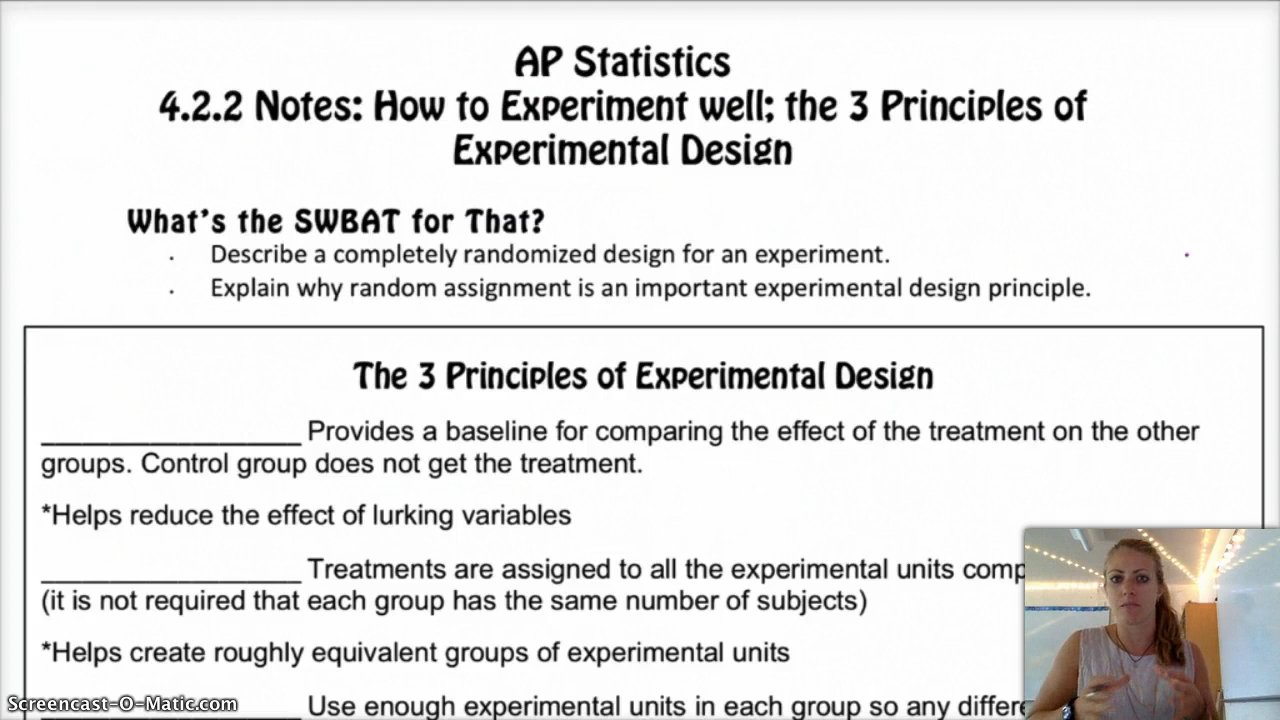 AP Statistics
4.2.2 Notes: How to Experiment well; the 3 Principles of
Experimental Design
What's the SWBAT for That?
· Describe a completely randomized design for an experiment.
· Explain why random assignment is an important experimental design principle.
The 3 Principles of Experimental Design
__________________ Provides a baseline for comparing the effect of the treatment on the other
groups. Control group does not get the treatment.
*Helps reduce the effect of lurking variables
__________________ Treatments are assigned to all the experimental units comp
(it is not required that each group has the same number of subjects)
*Helps create roughly equivalent groups of experimental units
__________________ Use enough experimental units in each group so any differe
Screencast-O-Matic.com